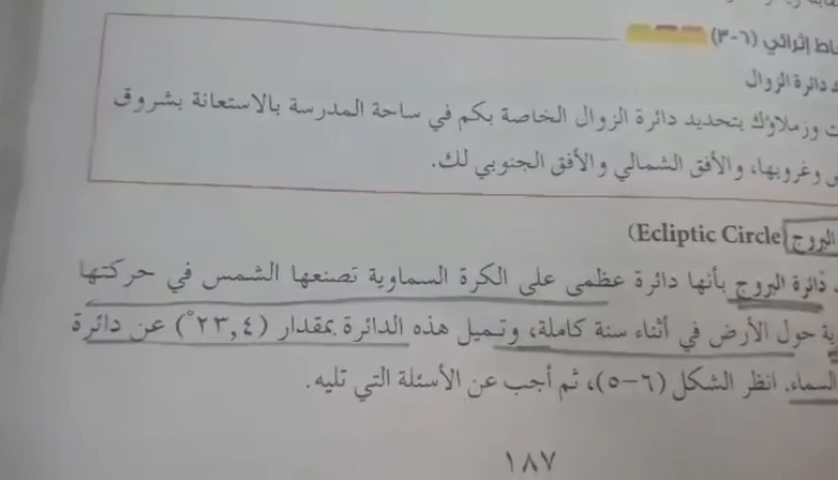 إثرائي (٦-٣)
دائرة الزوال
وزملاؤك بتحديد دائرة الزوال الخاصة بكم في ساحة المدرسة بالاستعانة بشروق
وغروبها، والأفق الشمالي والأفق الجنوبي لك.
البروج (Ecliptic Circle)
دائرة البروج بأنها دائرة عظمى على الكرة السماوية تصنعها الشمس في حركتها
حول الأرض في أثناء سنة كاملة، وتميل هذه الدائرة بمقدار (٢٣,٤°) عن دائرة
السماء. انظر الشكل (٦-٥)، ثم أجب عن الأسئلة التي تليه.
١٨٧